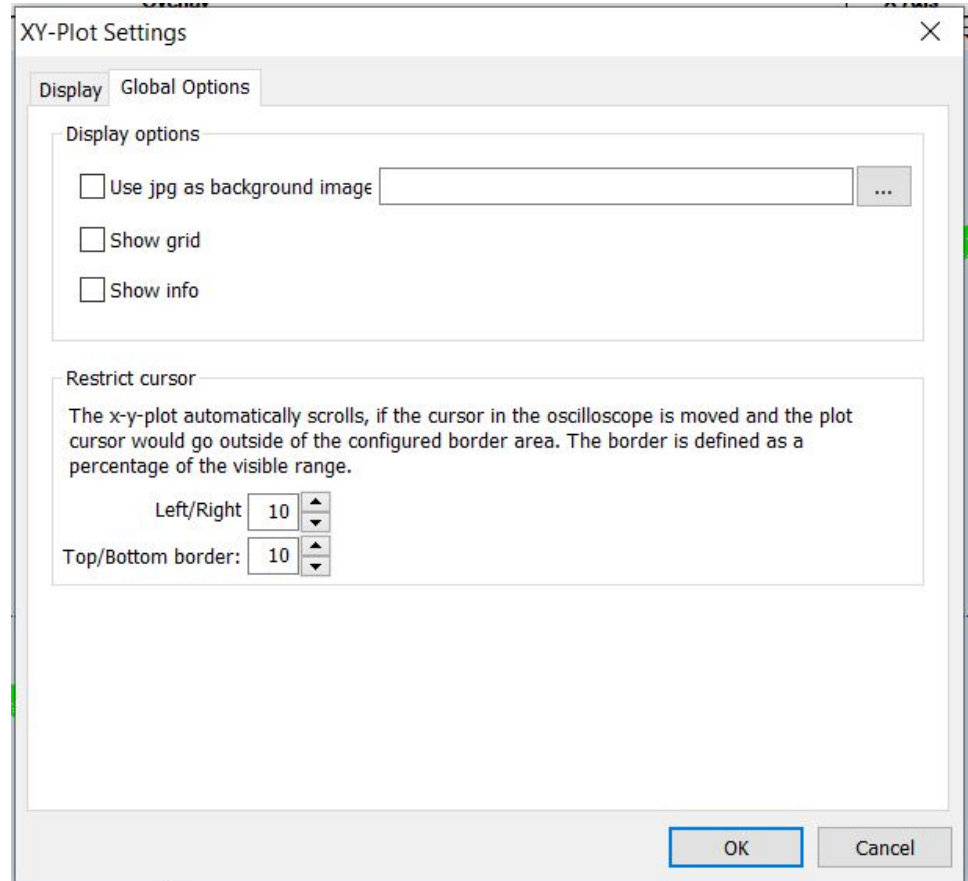 Overlay
XY-Plot Settings
Display
Global Options
Display options
Use jpg as background image
...
Show grid
Show info
Restrict cursor
The x-y-plot automatically scrolls, if the cursor in the oscilloscope is moved and the plot
cursor would go outside of the configured border area. The border is defined as a
percentage of the visible range.
Left/Right 10
Top/Bottom border: 10
OK Cancel